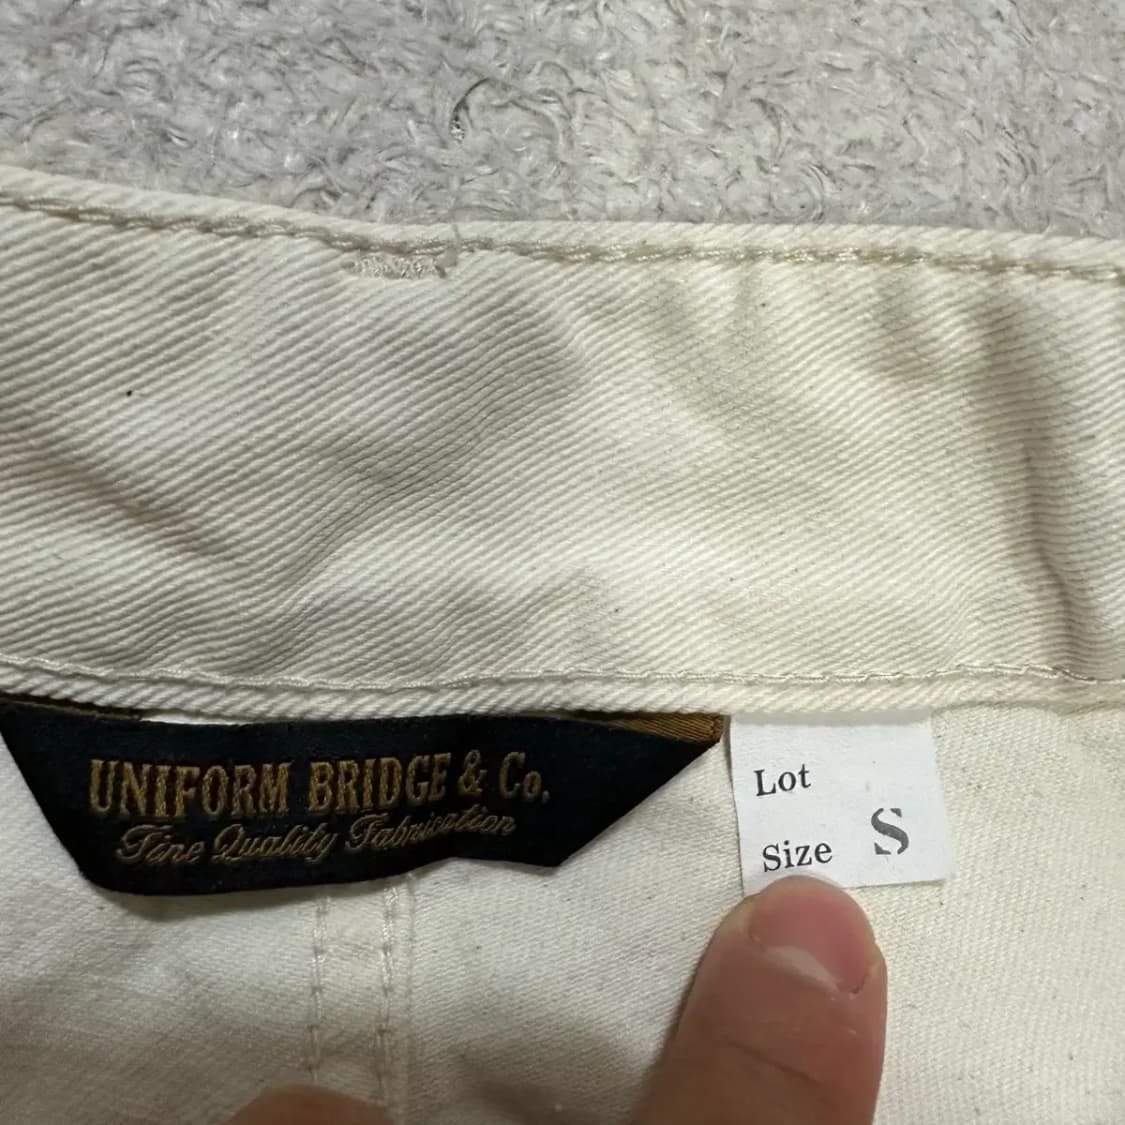 UNIFORM BRIDGE & Co.
Fine Quality Fabrication
Lot
Size S